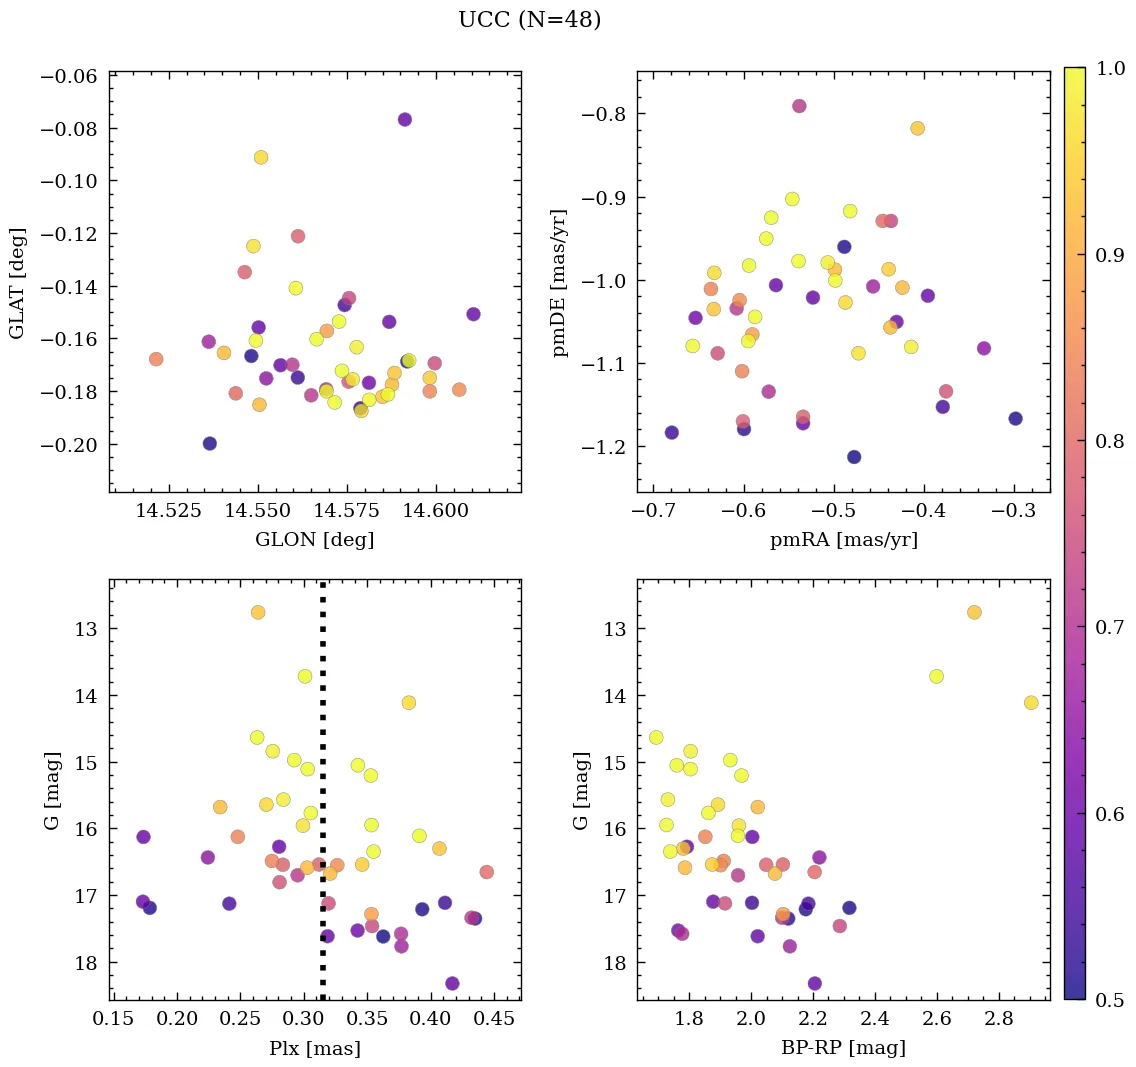 UCC (N=48)
−0.06
−0.08
−0.10
−0.12
−0.14
−0.16
−0.18
−0.20
GLAT [deg]
14.525 14.550 14.575 14.600
GLON [deg]
−0.8
−0.9
−1.0
−1.1
−1.2
pmDE [mas/yr]
−0.7 −0.6 −0.5 −0.4 −0.3
pmRA [mas/yr]
1.0
0.9
0.8
0.7
0.6
0.5
13
14
15
16
17
18
G [mag]
0.15 0.20 0.25 0.30 0.35 0.40 0.45
Plx [mas]
13
14
15
16
17
18
G [mag]
1.8 2.0 2.2 2.4 2.6 2.8
BP-RP [mag]